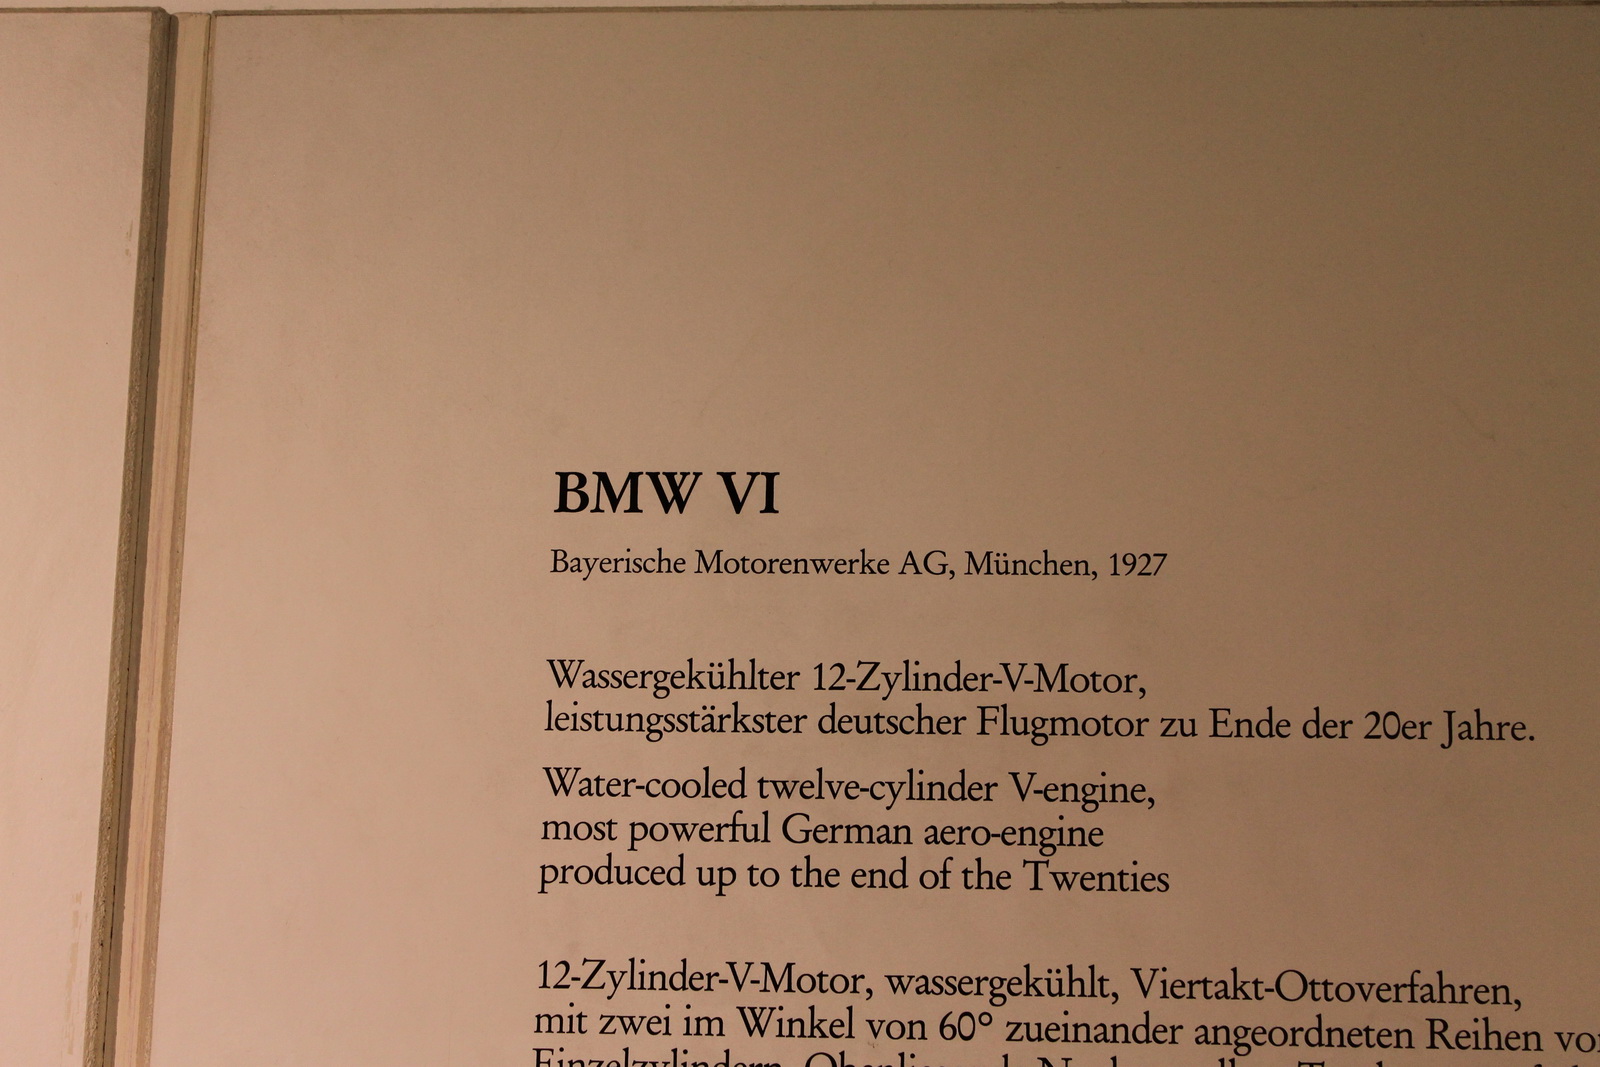 BMW VI
Bayerische Motorenwerke AG, München, 1927
Wassergekühlter 12-Zylinder-V-Motor,
leistungsstärkster deutscher Flugmotor zu Ende der 20er Jahre.
Water-cooled twelve-cylinder V-engine,
most powerful German aero-engine
produced up to the end of the Twenties
12-Zylinder-V-Motor, wassergekühlt, Viertakt-Ottoverfahren,
mit zwei im Winkel von 60° zueinander angeordneten Reihen
Einzelzylindern.